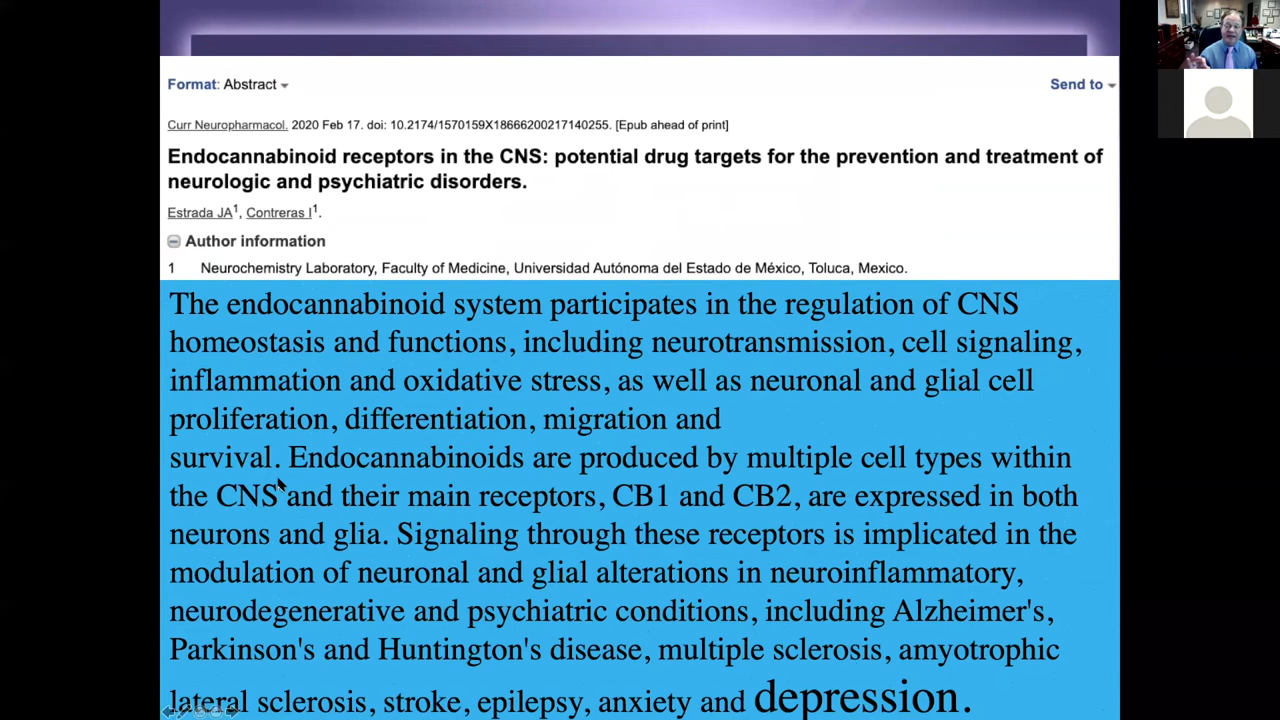 Format: Abstract
Send to
Curr Neuropharmacol. 2020 Feb 17. doi: 10.2174/1570159X18666200217140255. [Epub ahead of print]
Endocannabinoid receptors in the CNS: potential drug targets for the prevention and treatment of
neurologic and psychiatric disorders.
Estrada JA1, Contreras I1.
Author information
1 Neurochemistry Laboratory, Faculty of Medicine, Universidad Autónoma del Estado de México, Toluca, Mexico.
The endocannabinoid system participates in the regulation of CNS
homeostasis and functions, including neurotransmission, cell signaling,
inflammation and oxidative stress, as well as neuronal and glial cell
proliferation, differentiation, migration and
survival. Endocannabinoids are produced by multiple cell types within
the CNS and their main receptors, CB1 and CB2, are expressed in both
neurons and glia. Signaling through these receptors is implicated in the
modulation of neuronal and glial alterations in neuroinflammatory,
neurodegenerative and psychiatric conditions, including Alzheimer's,
Parkinson's and Huntington's disease, multiple sclerosis, amyotrophic
lateral sclerosis, stroke, epilepsy, anxiety and depression.